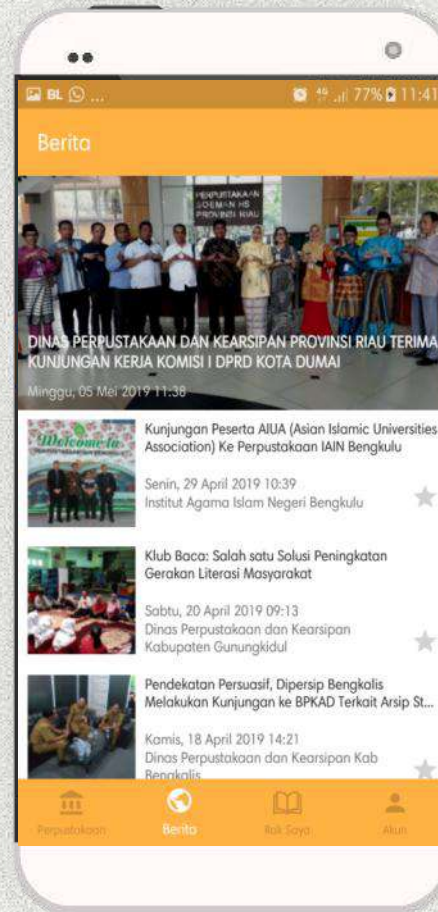 BL ...
4G 77% 11:41
Berita
PERPUSTAKAAN
SOEMAN HS
PROVINSI RIAU
DINAS PERPUSTAKAAN DAN KEARSIPAN PROVINSI RIAU TERIMA
KUNJUNGAN KERJA KOMISI I DPRD KOTA DUMAI
Minggu, 05 Mei 2019 11:38
Welcome to
Kunjungan Peserta AIUA (Asian Islamic Universities
Association) Ke Perpustakaan IAIN Bengkulu
Senin, 29 April 2019 10:39
Institut Agama Islam Negeri Bengkulu
Klub Baca: Salah satu Solusi Peningkatan
Gerakan Literasi Masyarakat
Sabtu, 20 April 2019 09:13
Dinas Perpustakaan dan Kearsipan
Kabupaten Gunungkidul
Pendekatan Persuasif, Dipersip Bengkalis
Melakukan Kunjungan ke BPKAD Terkait Arsip St...
Kamis, 18 April 2019 14:21
Dinas Perpustakaan dan Kearsipan Kab
Bengkalis
Perpustakaan Berita Rak Saya Akun